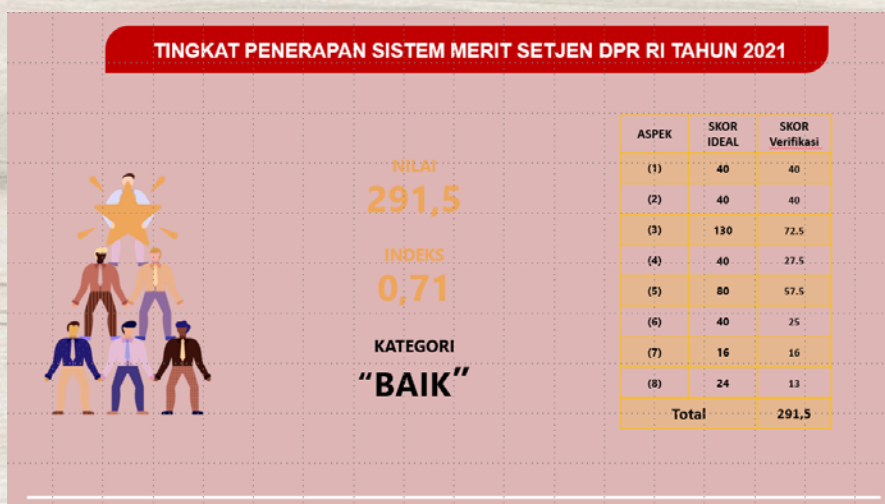 TINGKAT PENERAPAN SISTEM MERIT SETJEN DPR RI TAHUN 2021
NILAI
291,5
INDEKS
0,71
KATEGORI
“BAIK”
ASPEK SKOR IDEAL SKOR Verifikasi
(1) 40 40
(2) 40 40
(3) 130 72.5
(4) 40 27.5
(5) 80 57.5
(6) 40 25
(7) 16 16
(8) 24 13
Total 291,5